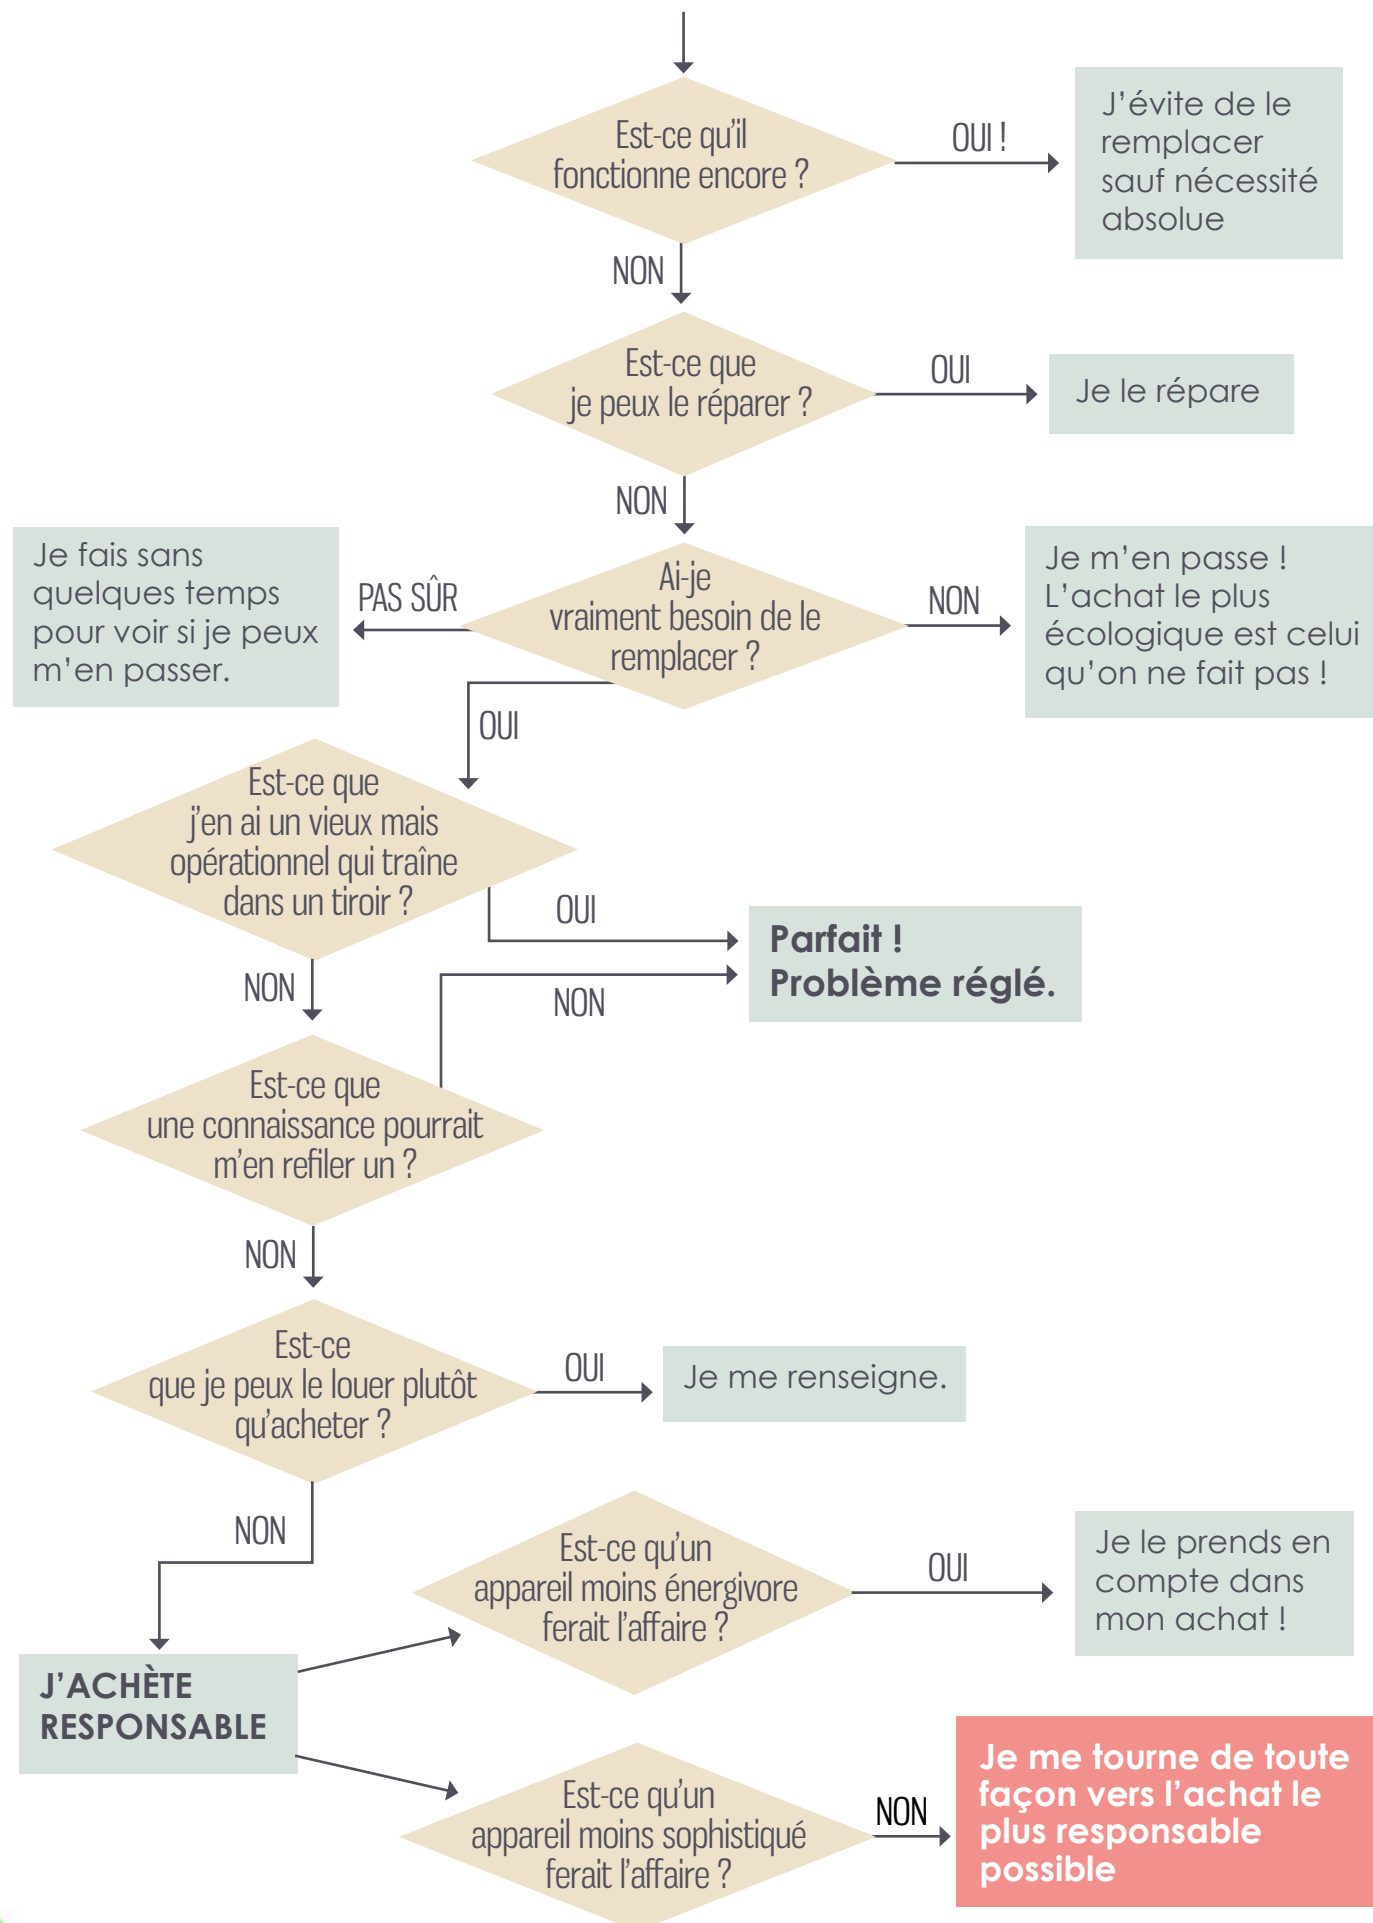 Est-ce qu'il
fonctionne encore ?
OUI !
J'évite de le
remplacer
sauf nécessité
absolue
NON
Est-ce que
je peux le réparer ?
OUI
Je le répare
NON
Je fais sans
quelques temps
pour voir si je peux
m'en passer.
PAS SÛR
Ai-je
vraiment besoin de le
remplacer ?
NON
Je m'en passe !
L'achat le plus
écologique est celui
qu'on ne fait pas !
OUI
Est-ce que
j'en ai un vieux mais
opérationnel qui traîne
dans un tiroir ?
OUI
Parfait !
Problème réglé.
NON
NON
Est-ce que
une connaissance pourrait
m'en refiler un ?
NON
Est-ce
que je peux le louer plutôt
qu'acheter ?
OUI
Je me renseigne.
NON
J'ACHÈTE
RESPONSABLE
Est-ce qu'un
appareil moins énergivore
ferait l'affaire ?
OUI
Je le prends en
compte dans
mon achat !
Est-ce qu'un
appareil moins sophistiqué
ferait l'affaire ?
NON
Je me tourne de toute
façon vers l'achat le
plus responsable
possible